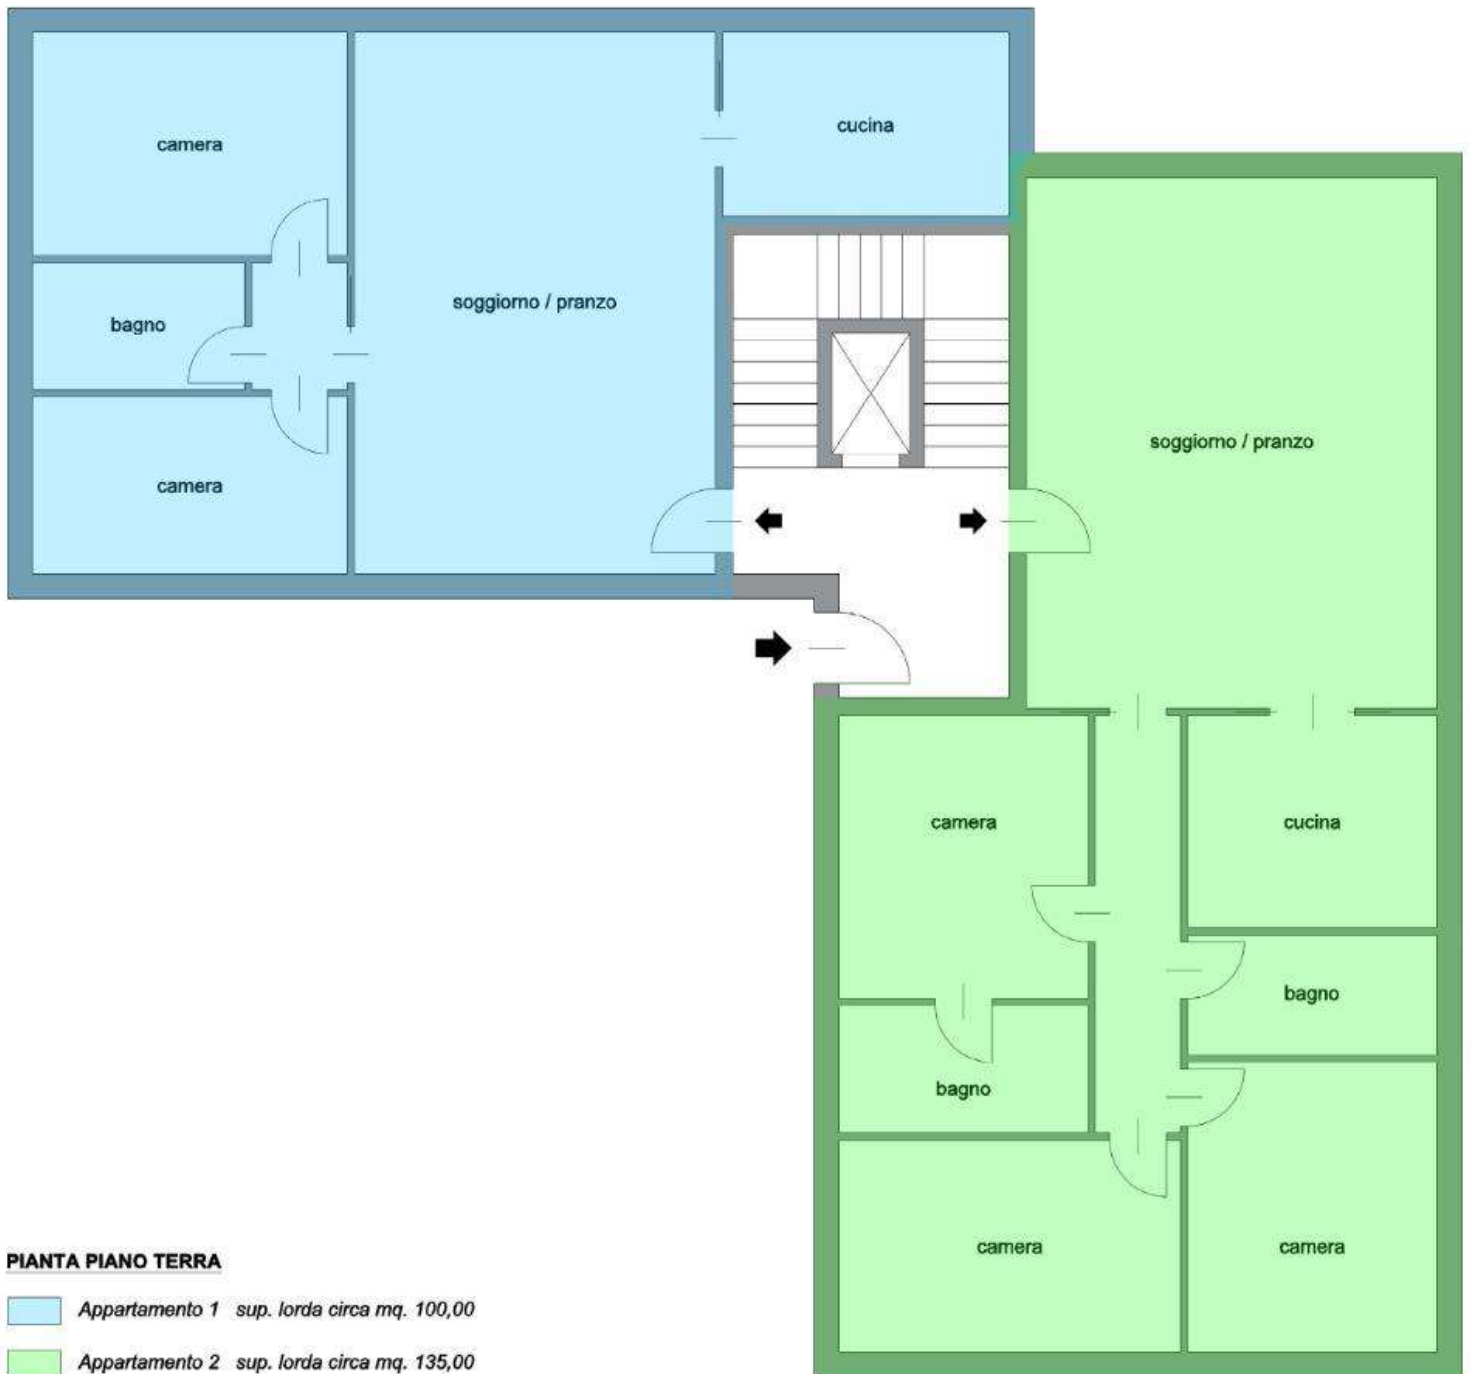 camera
cucina
bagno
soggiorno / pranzo
camera
soggiorno / pranzo
camera
cucina
bagno
bagno
camera
camera
PIANTA PIANO TERRA
Appartamento 1 sup. lorda circa mq. 100,00
Appartamento 2 sup. lorda circa mq. 135,00